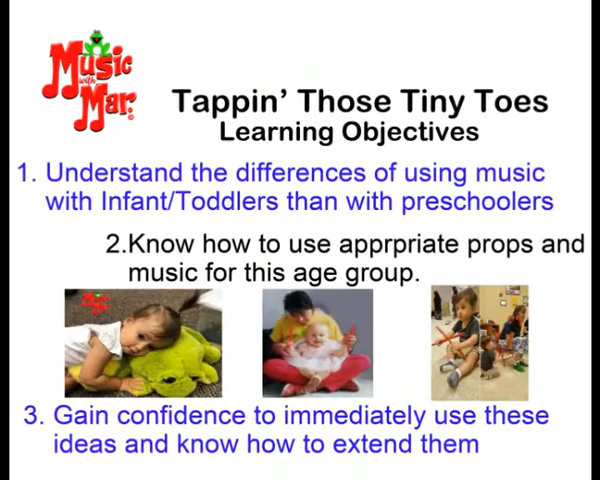 Music
with
Mar.
Tappin' Those Tiny Toes
Learning Objectives
1. Understand the differences of using music
with Infant/Toddlers than with preschoolers
2.Know how to use apprpriate props and
music for this age group.
3. Gain confidence to immediately use these
ideas and know how to extend them